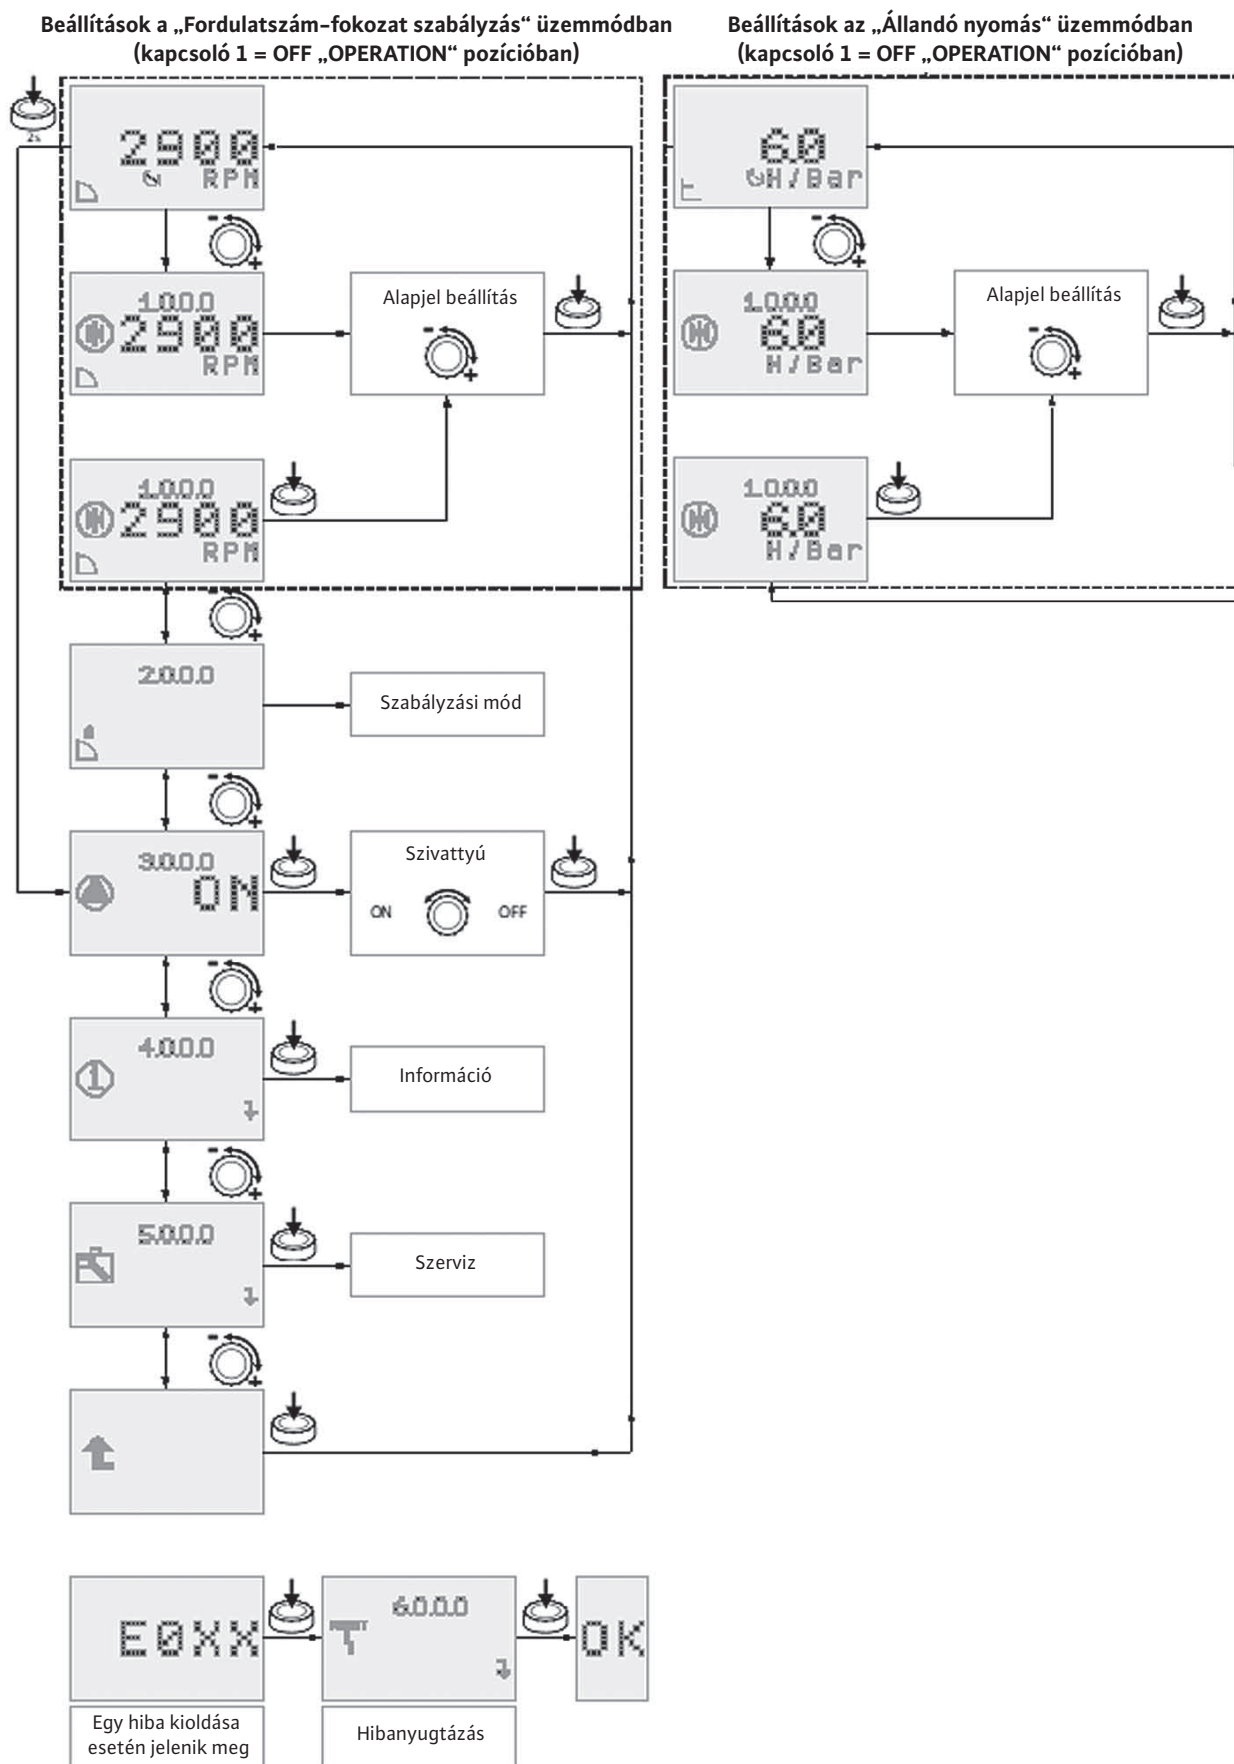 Beállítások a „Fordulatszám-fokozat szabályzás“ üzemmódban
(kapcsoló 1 = OFF „OPERATION“ pozícióban)
2s
2900
RPM
1.0.0.0
2900
RPM
Alapjel beállítás
- +
1.0.0.0
2900
RPM
2.0.0.0
Szabályzási mód
3.0.0.0
ON
Szivattyú
ON OFF
4.0.0.0
Információ
5.0.0.0
Szerviz
E0XX
6.0.0.0
RESET
OK
Egy hiba kioldása
esetén jelenik meg
Hibanyugtázás
Beállítások az „Állandó nyomás“ üzemmódban
(kapcsoló 1 = OFF „OPERATION“ pozícióban)
6.0
H/Bar
1.0.0.0
6.0
H/Bar
Alapjel beállítás
- +
1.0.0.0
6.0
H/Bar